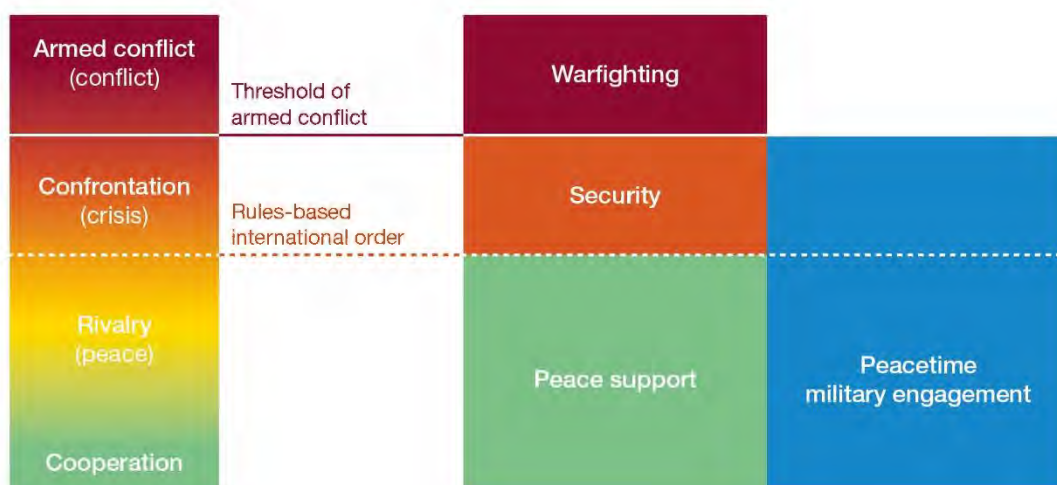 Armed conflict
(conflict)
Threshold of
armed conflict
Warfighting
Confrontation
(crisis)
Rules-based
international order
Security
Rivalry
(peace)
Peace support
Peacetime
military engagement
Cooperation